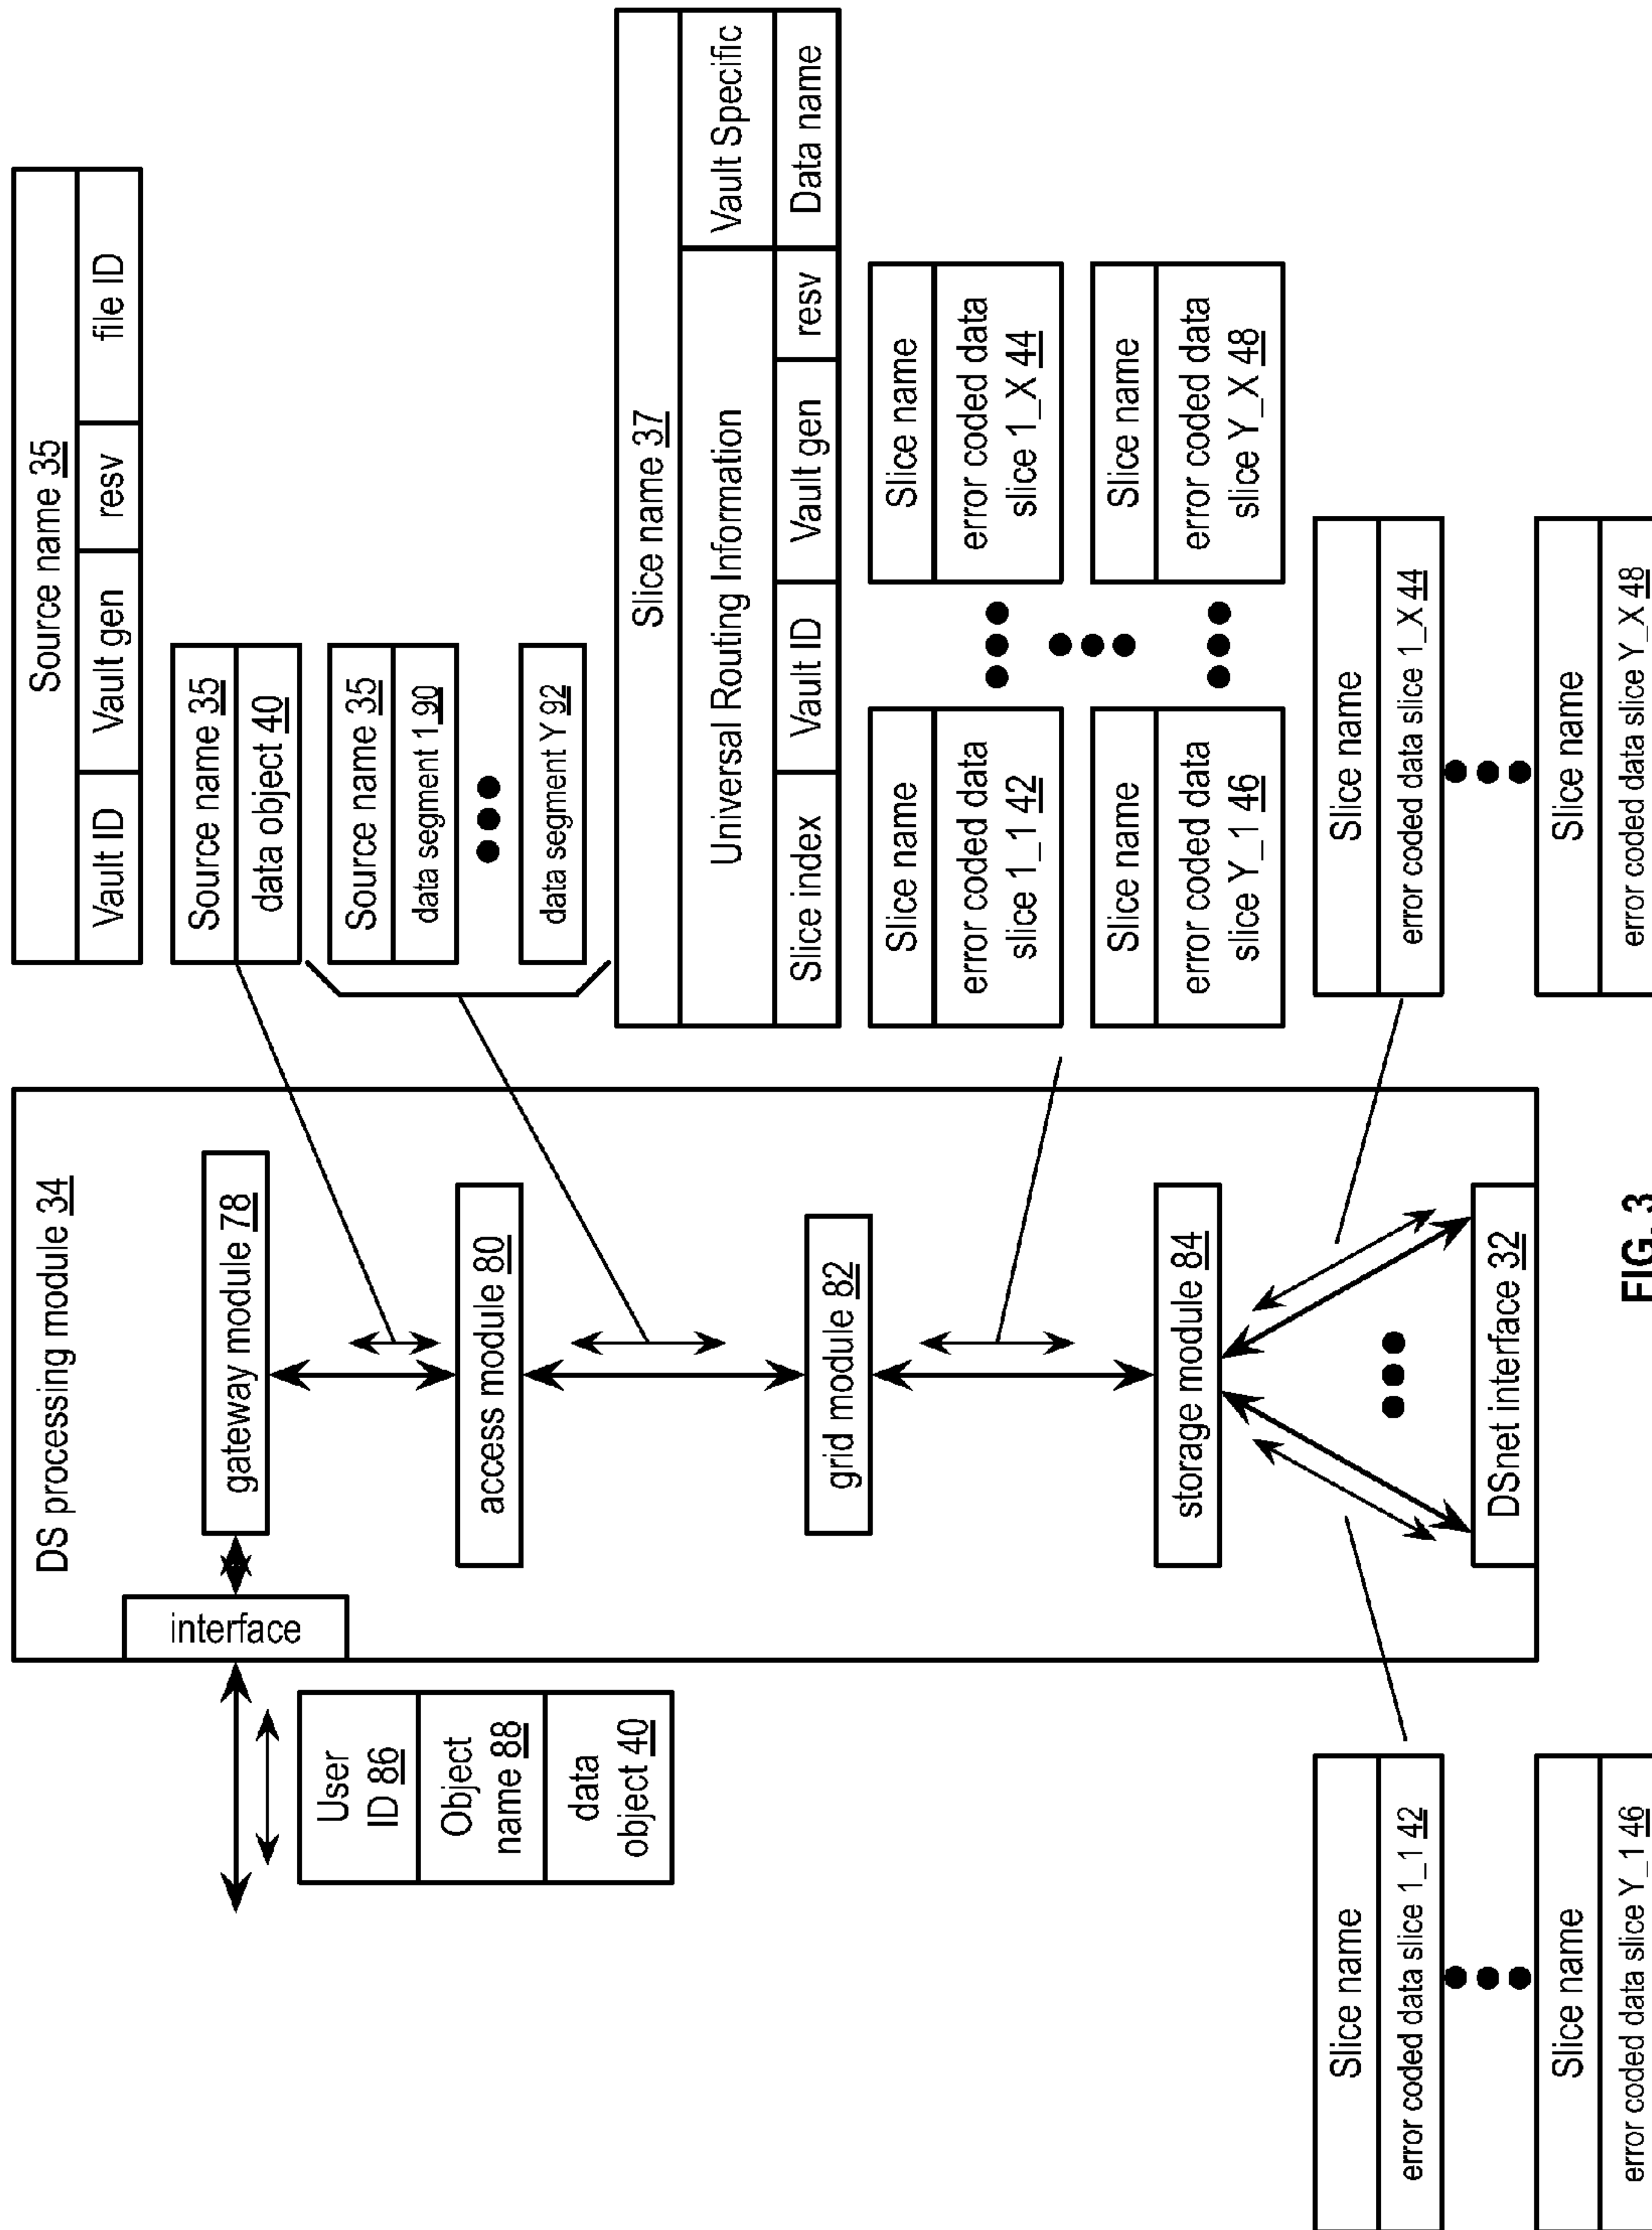 DS processing module 34
interface
gateway module 78
access module 80
grid module 82
storage module 84
DSnet interface 32
User
ID 86
Object
name 88
data
object 40
Source name 35
Vault ID
Vault gen
resv
file ID
Source name 35
data object 40
Source name 35
data segment 1 90
data segment Y 92
Slice name 37
Universal Routing Information
Vault Specific
Slice index
Vault ID
Vault gen
resv
Data name
Slice name
error coded data
slice 1_1 42
Slice name
error coded data
slice 1_X 44
Slice name
error coded data
slice Y_1 46
Slice name
error coded data
slice Y_X 48
Slice name
error coded data slice 1_1 42
Slice name
error coded data slice Y_1 46
Slice name
error coded data slice 1_X 44
Slice name
error coded data slice Y_X 48
FIG. 3